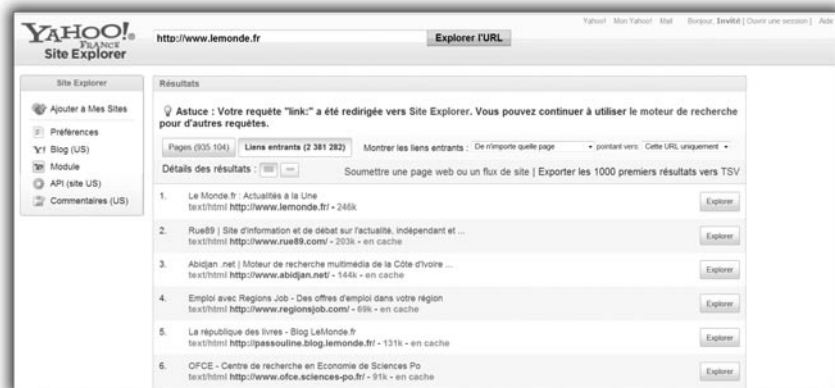 Yahoo! Mon Yahoo! Mail Bonjour, Invité [ Ouvrir une session ] Aide
YAHOO!®
FRANCE
Site Explorer
http://www.lemonde.fr
Explorer l'URL
Site Explorer
Ajouter à Mes Sites
Préférences
Blog (US)
Module
API (site US)
Commentaires (US)
Résultats
Astuce : Votre requête "link:" a été redirigée vers Site Explorer. Vous pouvez continuer à utiliser le moteur de recherche
pour d'autres requêtes.
Pages (935 104) Liens entrants (2 381 282) Montrer les liens entrants : De n'importe quelle page pointant vers: Cette URL uniquement
Détails des résultats : Soumettre une page web ou un flux de site | Exporter les 1000 premiers résultats vers TSV
1. Le Monde.fr : Actualités à la Une
text/html http://www.lemonde.fr/ - 246k
Explorer
2. Rue89 | Site d'information et de débat sur l'actualité, indépendant et ...
text/html http://www.rue89.com/ - 203k - en cache
Explorer
3. Abidjan .net | Moteur de recherche multimédia de la Côte d'Ivoire ...
text/html http://www.abidjan.net/ - 144k - en cache
Explorer
4. Emploi avec Regions Job - Des offres d'emploi dans votre région
text/html http://www.regionsjob.com/ - 69k - en cache
Explorer
5. La république des livres - Blog LeMonde.fr
text/html http://passouline.blog.lemonde.fr/ - 131k - en cache
Explorer
6. OFCE - Centre de recherche en Economie de Sciences Po
text/html http://www.ofce.sciences-po.fr/ - 91k - en cache
Explorer